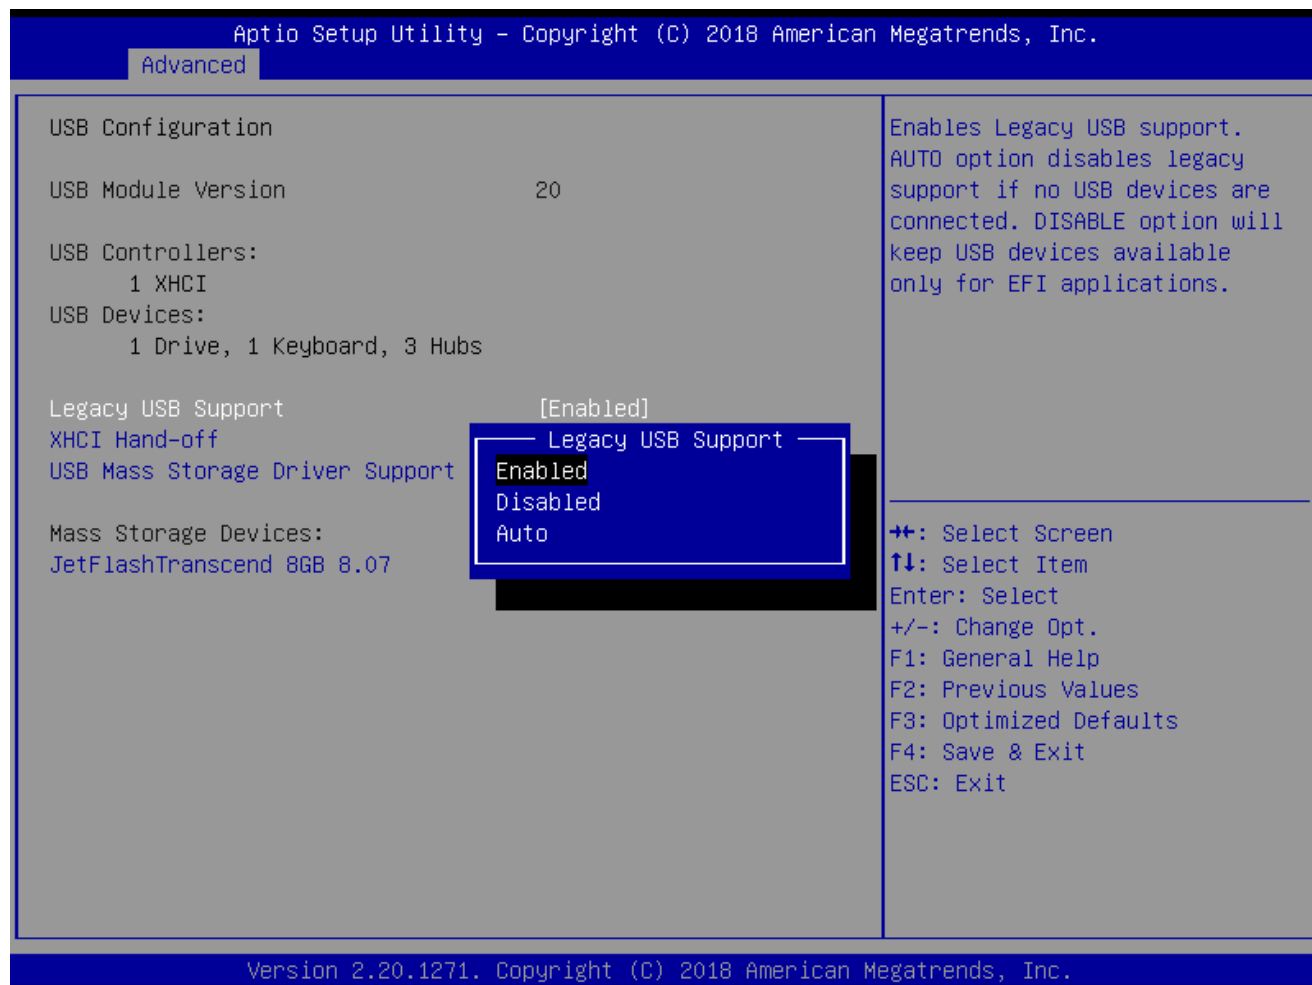 Aptio Setup Utility – Copyright (C) 2018 American Megatrends, Inc.
Advanced
USB Configuration
USB Module Version 20
USB Controllers:
1 XHCI
USB Devices:
1 Drive, 1 Keyboard, 3 Hubs
Legacy USB Support [Enabled]
XHCI Hand-off
USB Mass Storage Driver Support
Mass Storage Devices:
JetFlashTranscend 8GB 8.07
Legacy USB Support
Enabled
Disabled
Auto
Enables Legacy USB support.
AUTO option disables legacy
support if no USB devices are
connected. DISABLE option will
keep USB devices available
only for EFI applications.
→←: Select Screen
↑↓: Select Item
Enter: Select
+/-: Change Opt.
F1: General Help
F2: Previous Values
F3: Optimized Defaults
F4: Save & Exit
ESC: Exit
Version 2.20.1271. Copyright (C) 2018 American Megatrends, Inc.